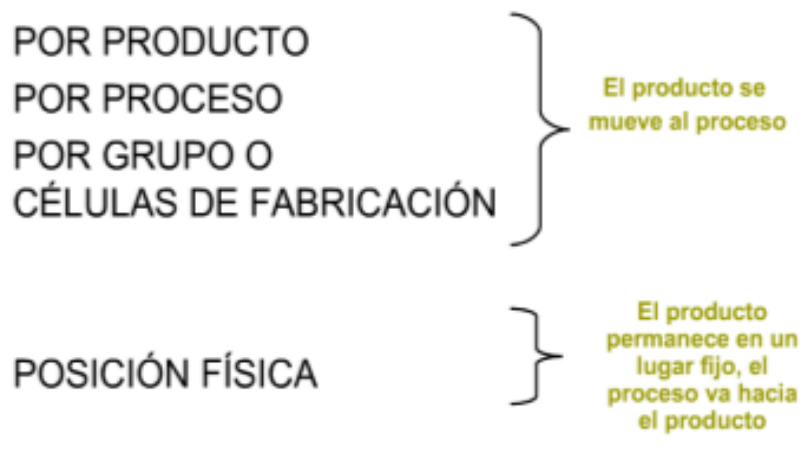 POR PRODUCTO
POR PROCESO
POR GRUPO O
CÉLULAS DE FABRICACIÓN
El producto se
mueve al proceso
POSICIÓN FÍSICA
El producto
permanece en un
lugar fijo, el
proceso va hacia
el producto